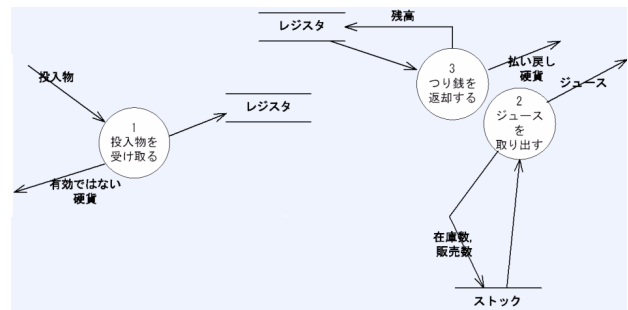 残高
レジスタ
投入物
3
つり銭を
返却する
払い戻し
硬貨
ジュース
レジスタ
2
ジュース
を
取り出す
1
投入物を
受け取る
有効ではない
硬貨
在庫数,
販売数
ストック